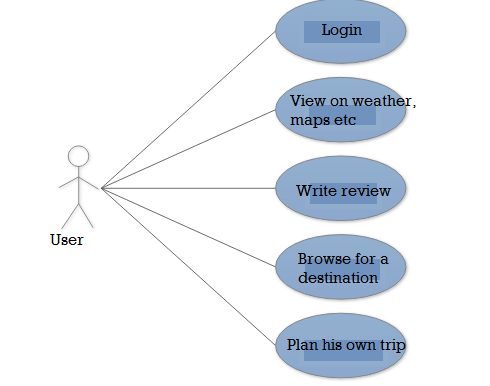 Login
View on weather,
maps etc
Write review
User
Browse for a
destination
Plan his own trip